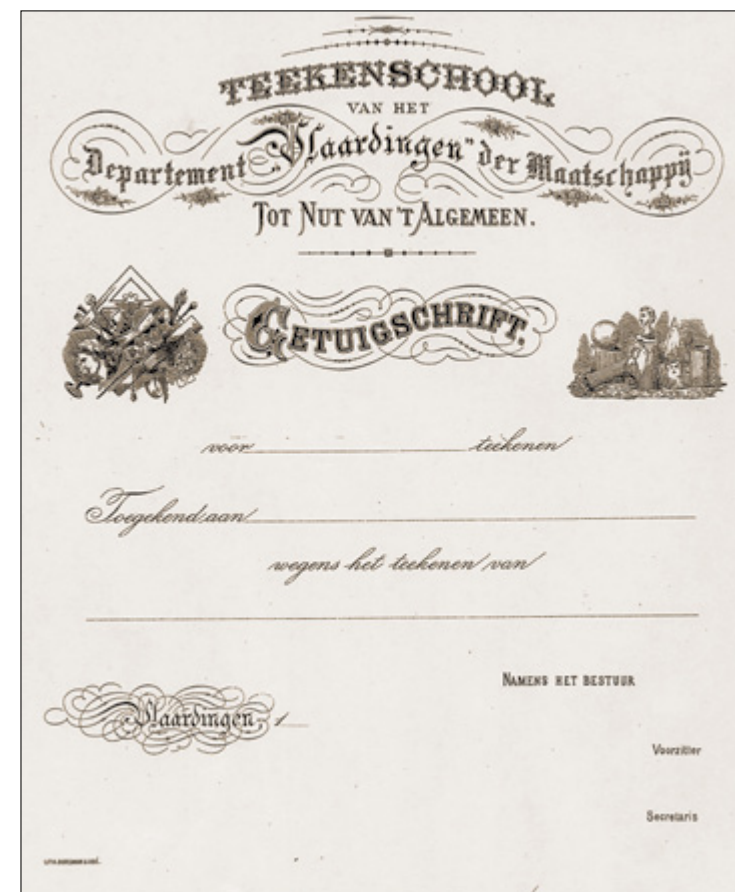 TEEKENSCHOOL
VAN HET
Departement „Vlaardingen" der Maatschappÿ
TOT NUT VAN 'T ALGEMEEN.
GETUIGSCHRIFT.
voor teekenen
Toegekend aan
wegens het teekenen van
NAMENS HET BESTUUR
Vlaardingen, 1
Voorzitter
Secretaris